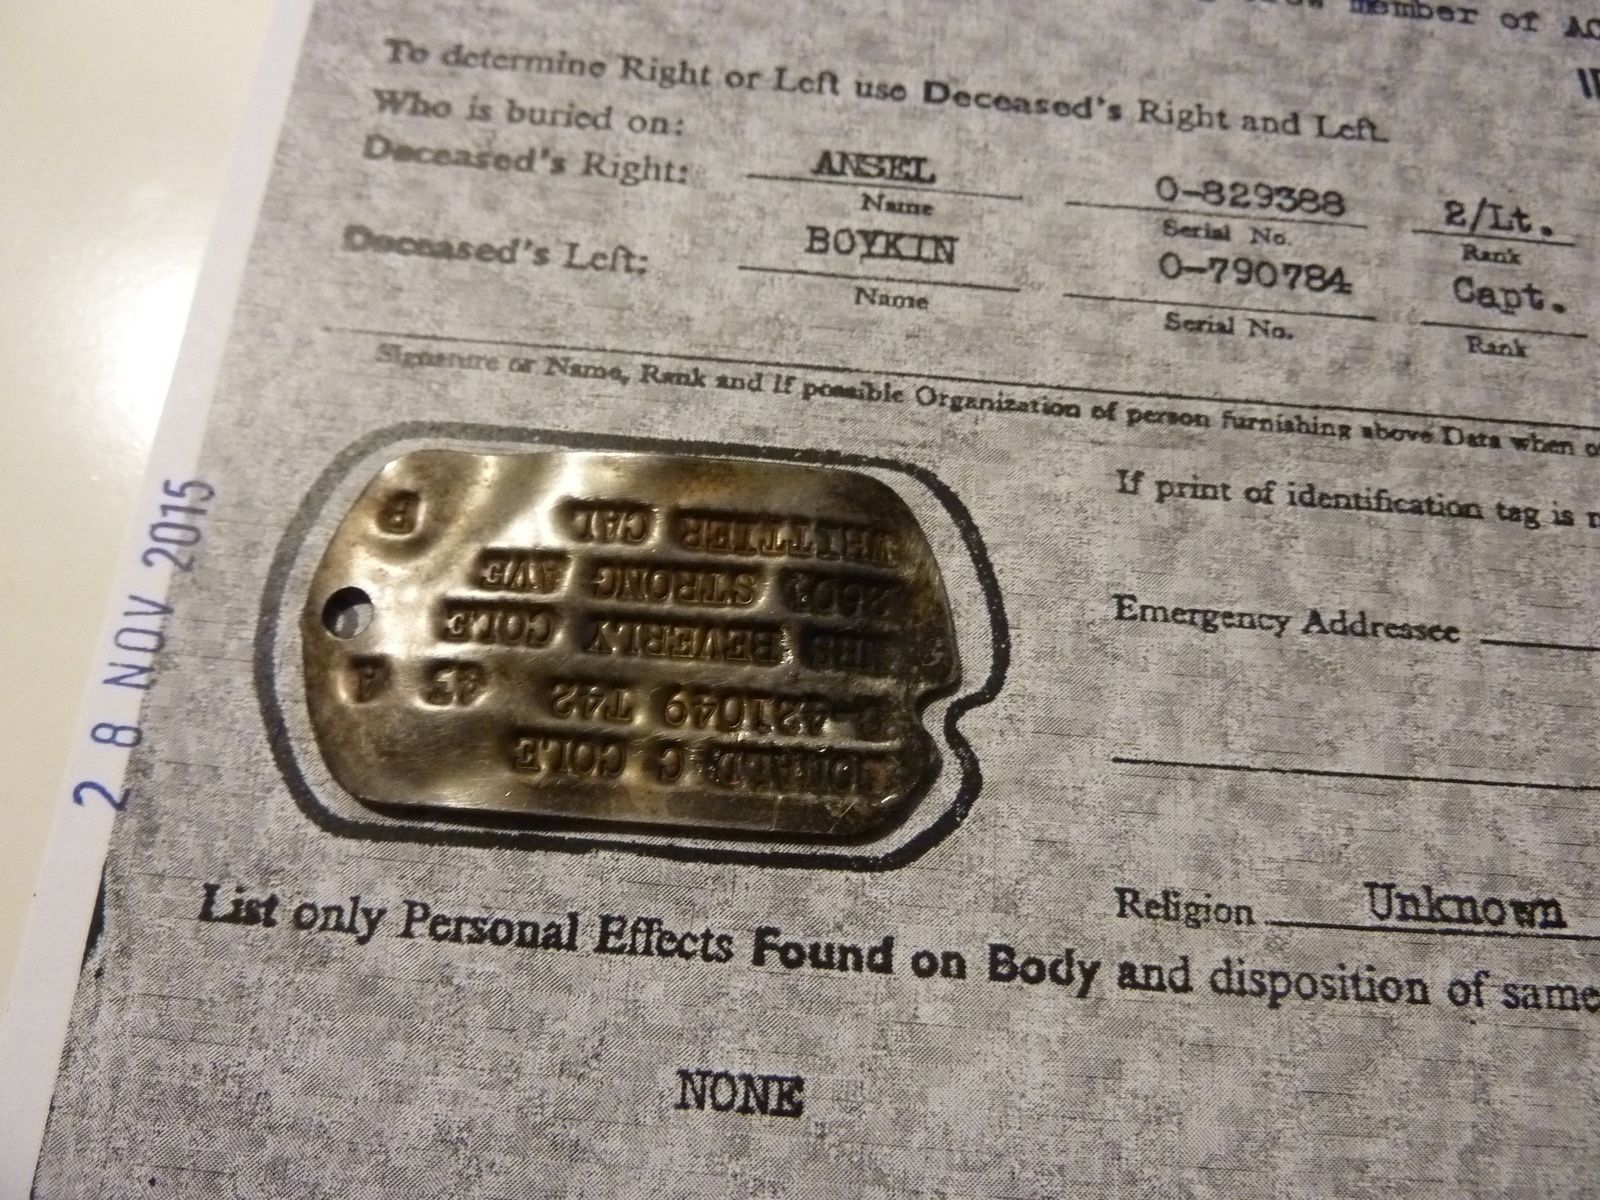 member of
To determine Right or Left use Deceased's Right and Left.
Who is buried on:
Deceased's Right: ANSEL 0-829388 2/Lt.
Name Serial No. Rank
Deceased's Left: BOYKIN 0-790784 Capt.
Name Serial No. Rank
Signature or Name, Rank and if possible Organization of person furnishing above Data when
If print of identification tag is
Emergency Addressee
DONALD C COLE
O-421049 T42 43 A
MRS BEVERLY COLE
STRONG AVE
WHITTIER CAL B
Religion Unknown
List only Personal Effects Found on Body and disposition of same
NONE
28 NOV 2015